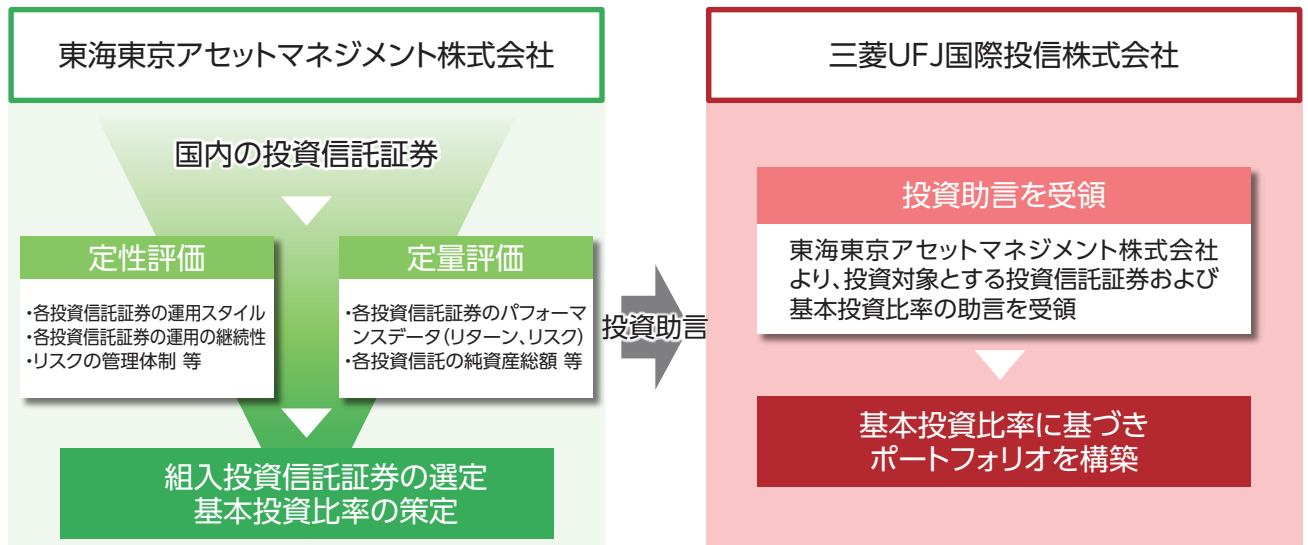 東海東京アセットマネジメント株式会社
国内の投資信託証券
定性評価
・各投資信託証券の運用スタイル
・各投資信託証券の運用の継続性
・リスクの管理体制 等
定量評価
・各投資信託証券のパフォーマ
ンスデータ(リターン、リスク)
・各投資信託の純資産総額 等
組入投資信託証券の選定
基本投資比率の策定
投資助言
三菱UFJ国際投信株式会社
投資助言を受領
東海東京アセットマネジメント株式会社
より、投資対象とする投資信託証券および
基本投資比率の助言を受領
基本投資比率に基づき
ポートフォリオを構築